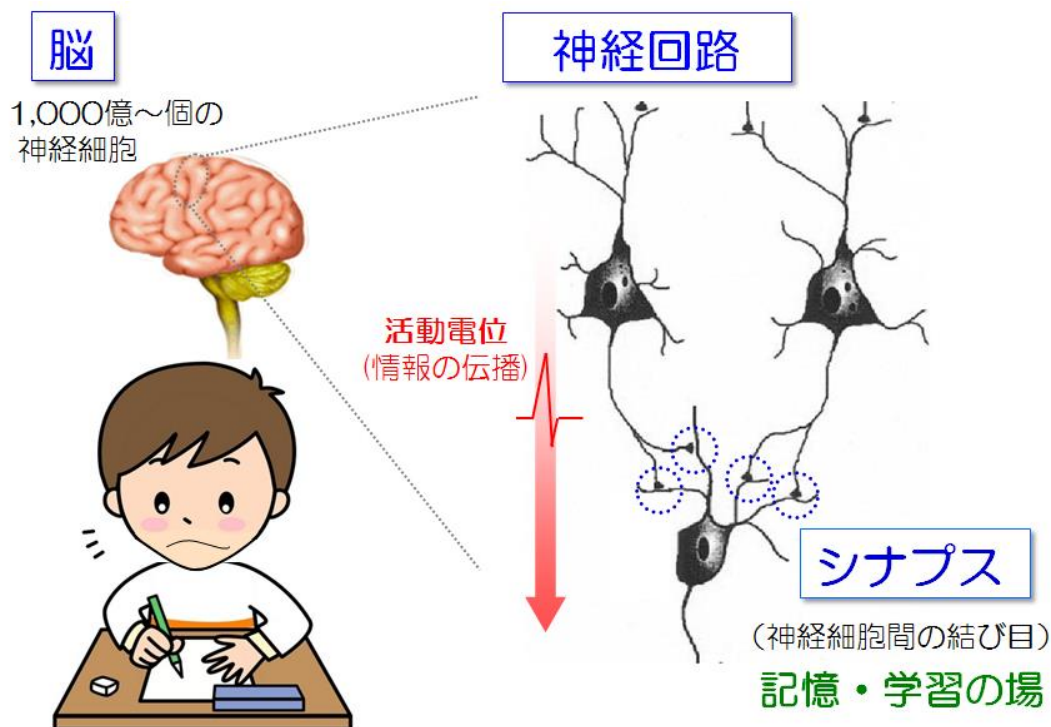 脳
1,000億～個の
神経細胞
神経回路
活動電位
(情報の伝播)
シナプス
（神経細胞間の結び目）
記憶・学習の場